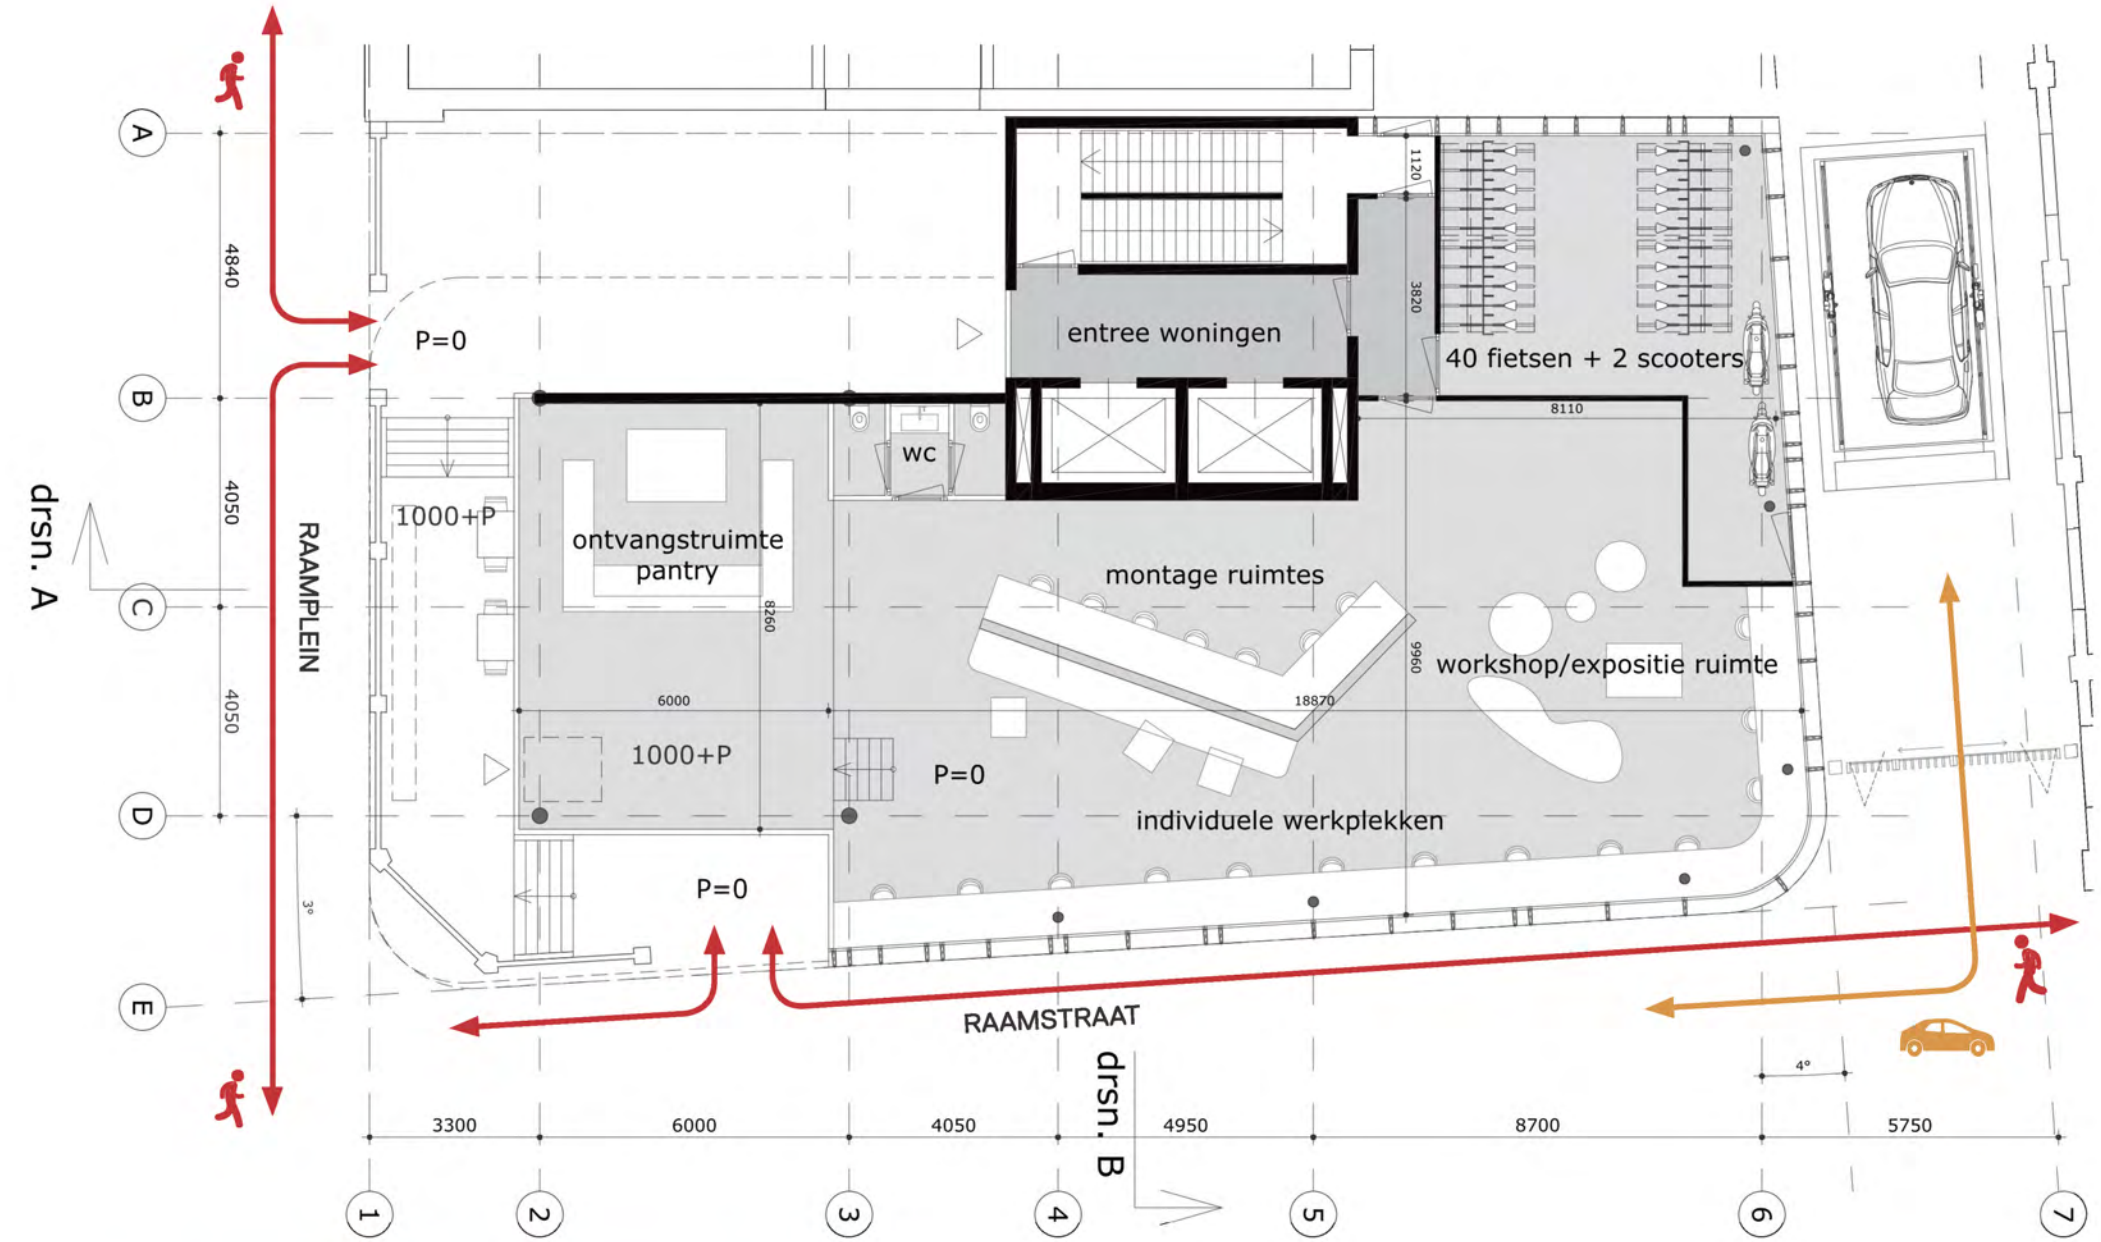 A
1120
4840
3820
entree woningen
P=0
40 fietsen + 2 scooters
B
8110
wc
drsn. A
4050
1000+P
RAAMPLEIN
ontvangstruimte
pantry
montage ruimtes
C
8260
9960
workshop/expositie ruimte
4050
6000
18870
1000+P
P=0
D
individuele werkplekken
P=0
3°
E
RAAMSTRAAT
drsn. B
4°
3300
6000
4050
4950
8700
5750
1
2
3
4
5
6
7